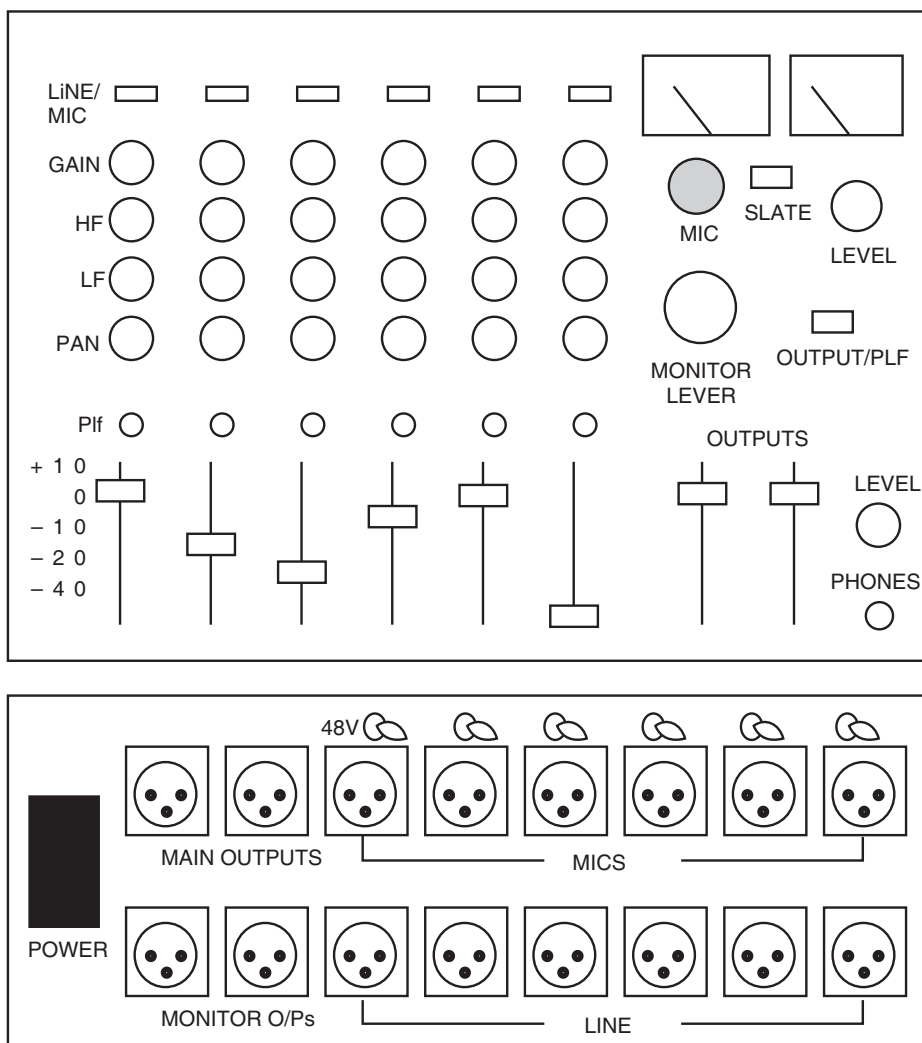 LiNE/
MIC
GAIN
HF
LF
PAN
Plf
+ 1 0
0
– 1 0
– 2 0
– 4 0
MIC
SLATE
LEVEL
MONITOR
LEVER
OUTPUT/PLF
OUTPUTS
LEVEL
PHONES
48V
MAIN OUTPUTS
MICS
POWER
MONITOR O/Ps
LINE